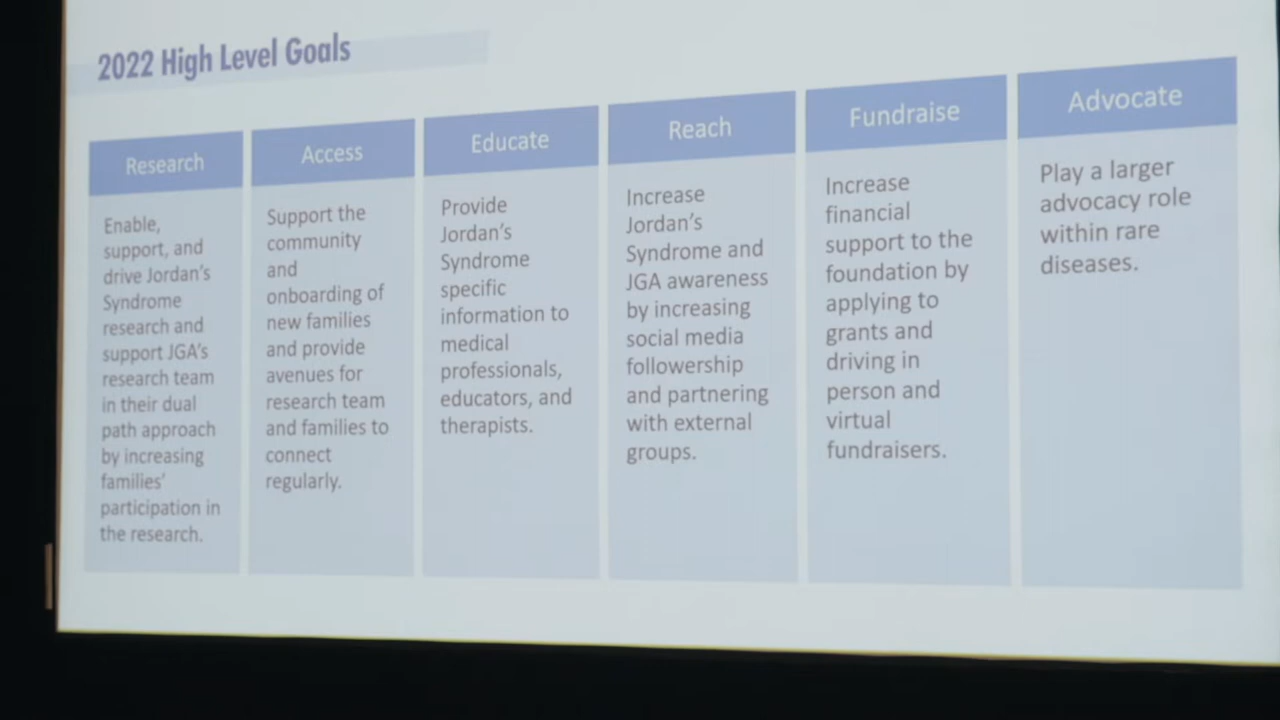 2022 High Level Goals
Research
Enable,
support, and
drive Jordan's
Syndrome
research and
support JGA's
research team
in their dual
path approach
by increasing
families'
participation in
the research.
Access
Support the
community
and
onboarding of
new families
and provide
avenues for
research team
and families to
connect
regularly.
Educate
Provide
Jordan's
Syndrome
specific
information to
medical
professionals,
educators, and
therapists.
Reach
Increase
Jordan's
Syndrome and
JGA awareness
by increasing
social media
followership
and partnering
with external
groups.
Fundraise
Increase
financial
support to the
foundation by
applying to
grants and
driving in
person and
virtual
fundraisers.
Advocate
Play a larger
advocacy role
within rare
diseases.